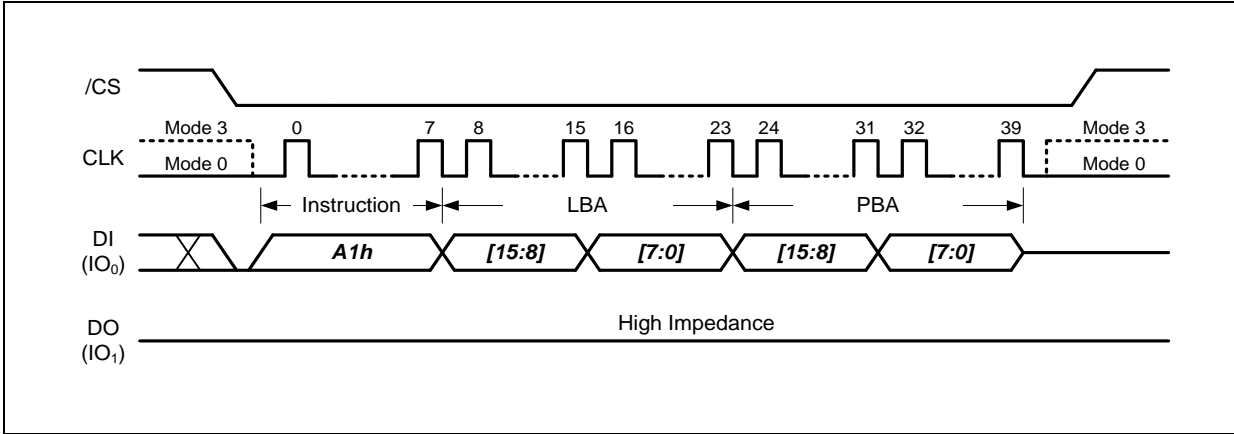 /CS
Mode 3 0 7 8 15 16 23 24 31 32 39 Mode 3
CLK
Mode 0 Mode 0
Instruction LBA PBA
DI
(IO₀)
A1h [15:8] [7:0] [15:8] [7:0]
High Impedance
DO
(IO₁)